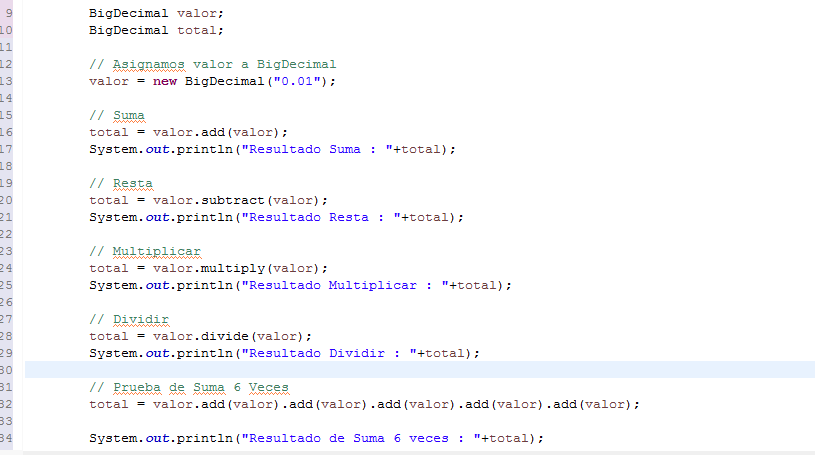 9 BigDecimal valor;
10 BigDecimal total;
11
12 // Asignamos valor a BigDecimal
13 valor = new BigDecimal("0.01");
14
15 // Suma
16 total = valor.add(valor);
17 System.out.println("Resultado Suma : "+total);
18
19 // Resta
20 total = valor.subtract(valor);
21 System.out.println("Resultado Resta : "+total);
22
23 // Multiplicar
24 total = valor.multiply(valor);
25 System.out.println("Resultado Multiplicar : "+total);
26
27 // Dividir
28 total = valor.divide(valor);
29 System.out.println("Resultado Dividir : "+total);
30
31 // Prueba de Suma 6 Veces
32 total = valor.add(valor).add(valor).add(valor).add(valor).add(valor);
33
34 System.out.println("Resultado de Suma 6 veces : "+total);